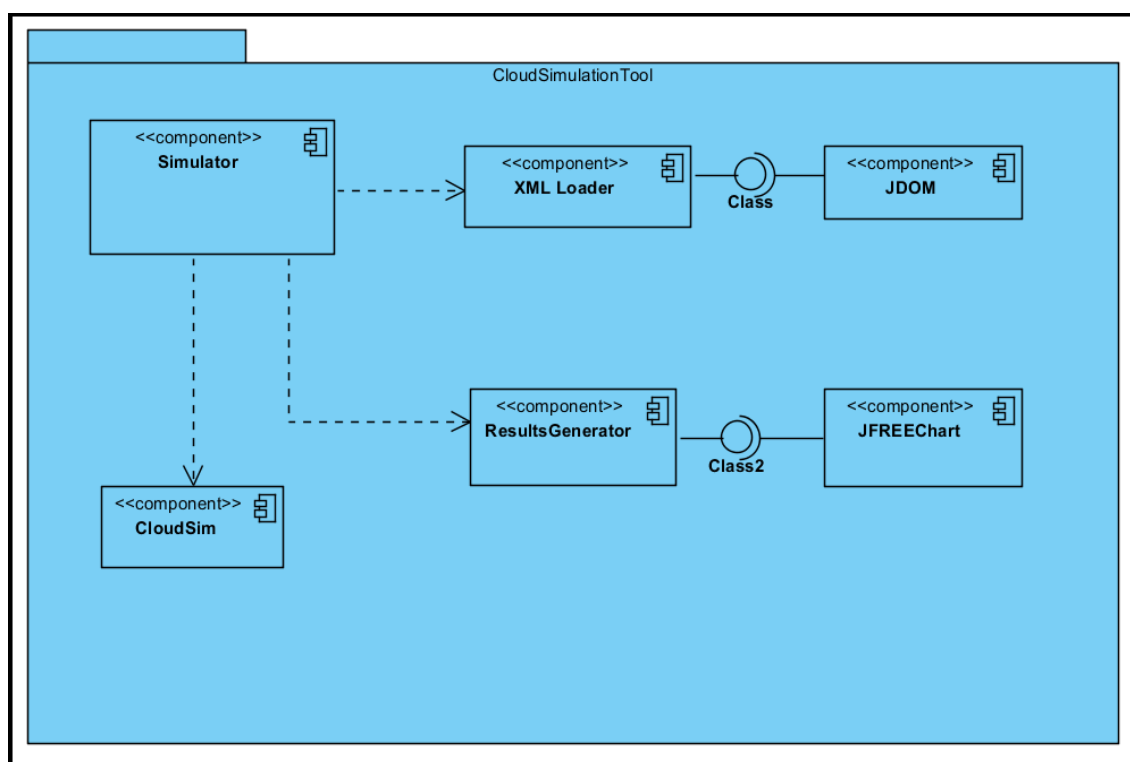 CloudSimulationTool
<<component>>
Simulator
<<component>>
XML Loader
Class
<<component>>
JDOM
<<component>>
ResultsGenerator
Class2
<<component>>
JFREEChart
<<component>>
CloudSim